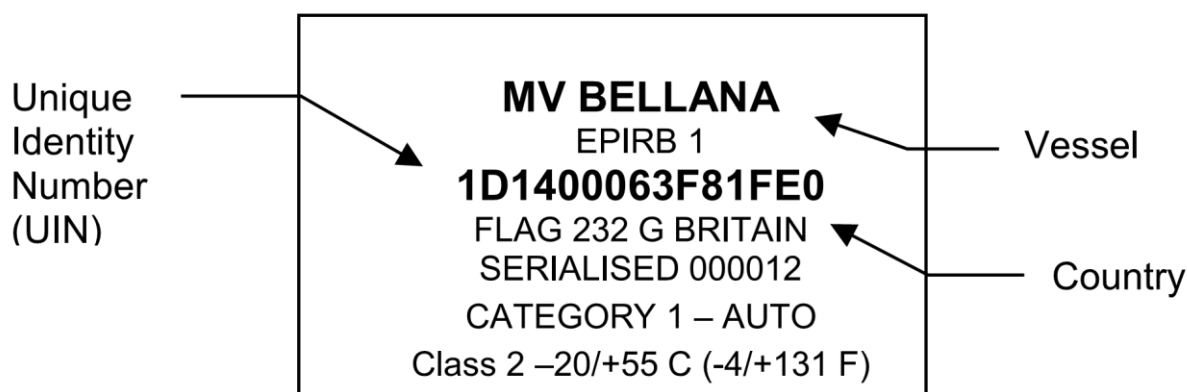 Unique
Identity
Number
(UIN)
MV BELLANA
EPIRB 1
1D1400063F81FE0
FLAG 232 G BRITAIN
SERIALISED 000012
CATEGORY 1 – AUTO
Class 2 –20/+55 C (-4/+131 F)
Vessel
Country